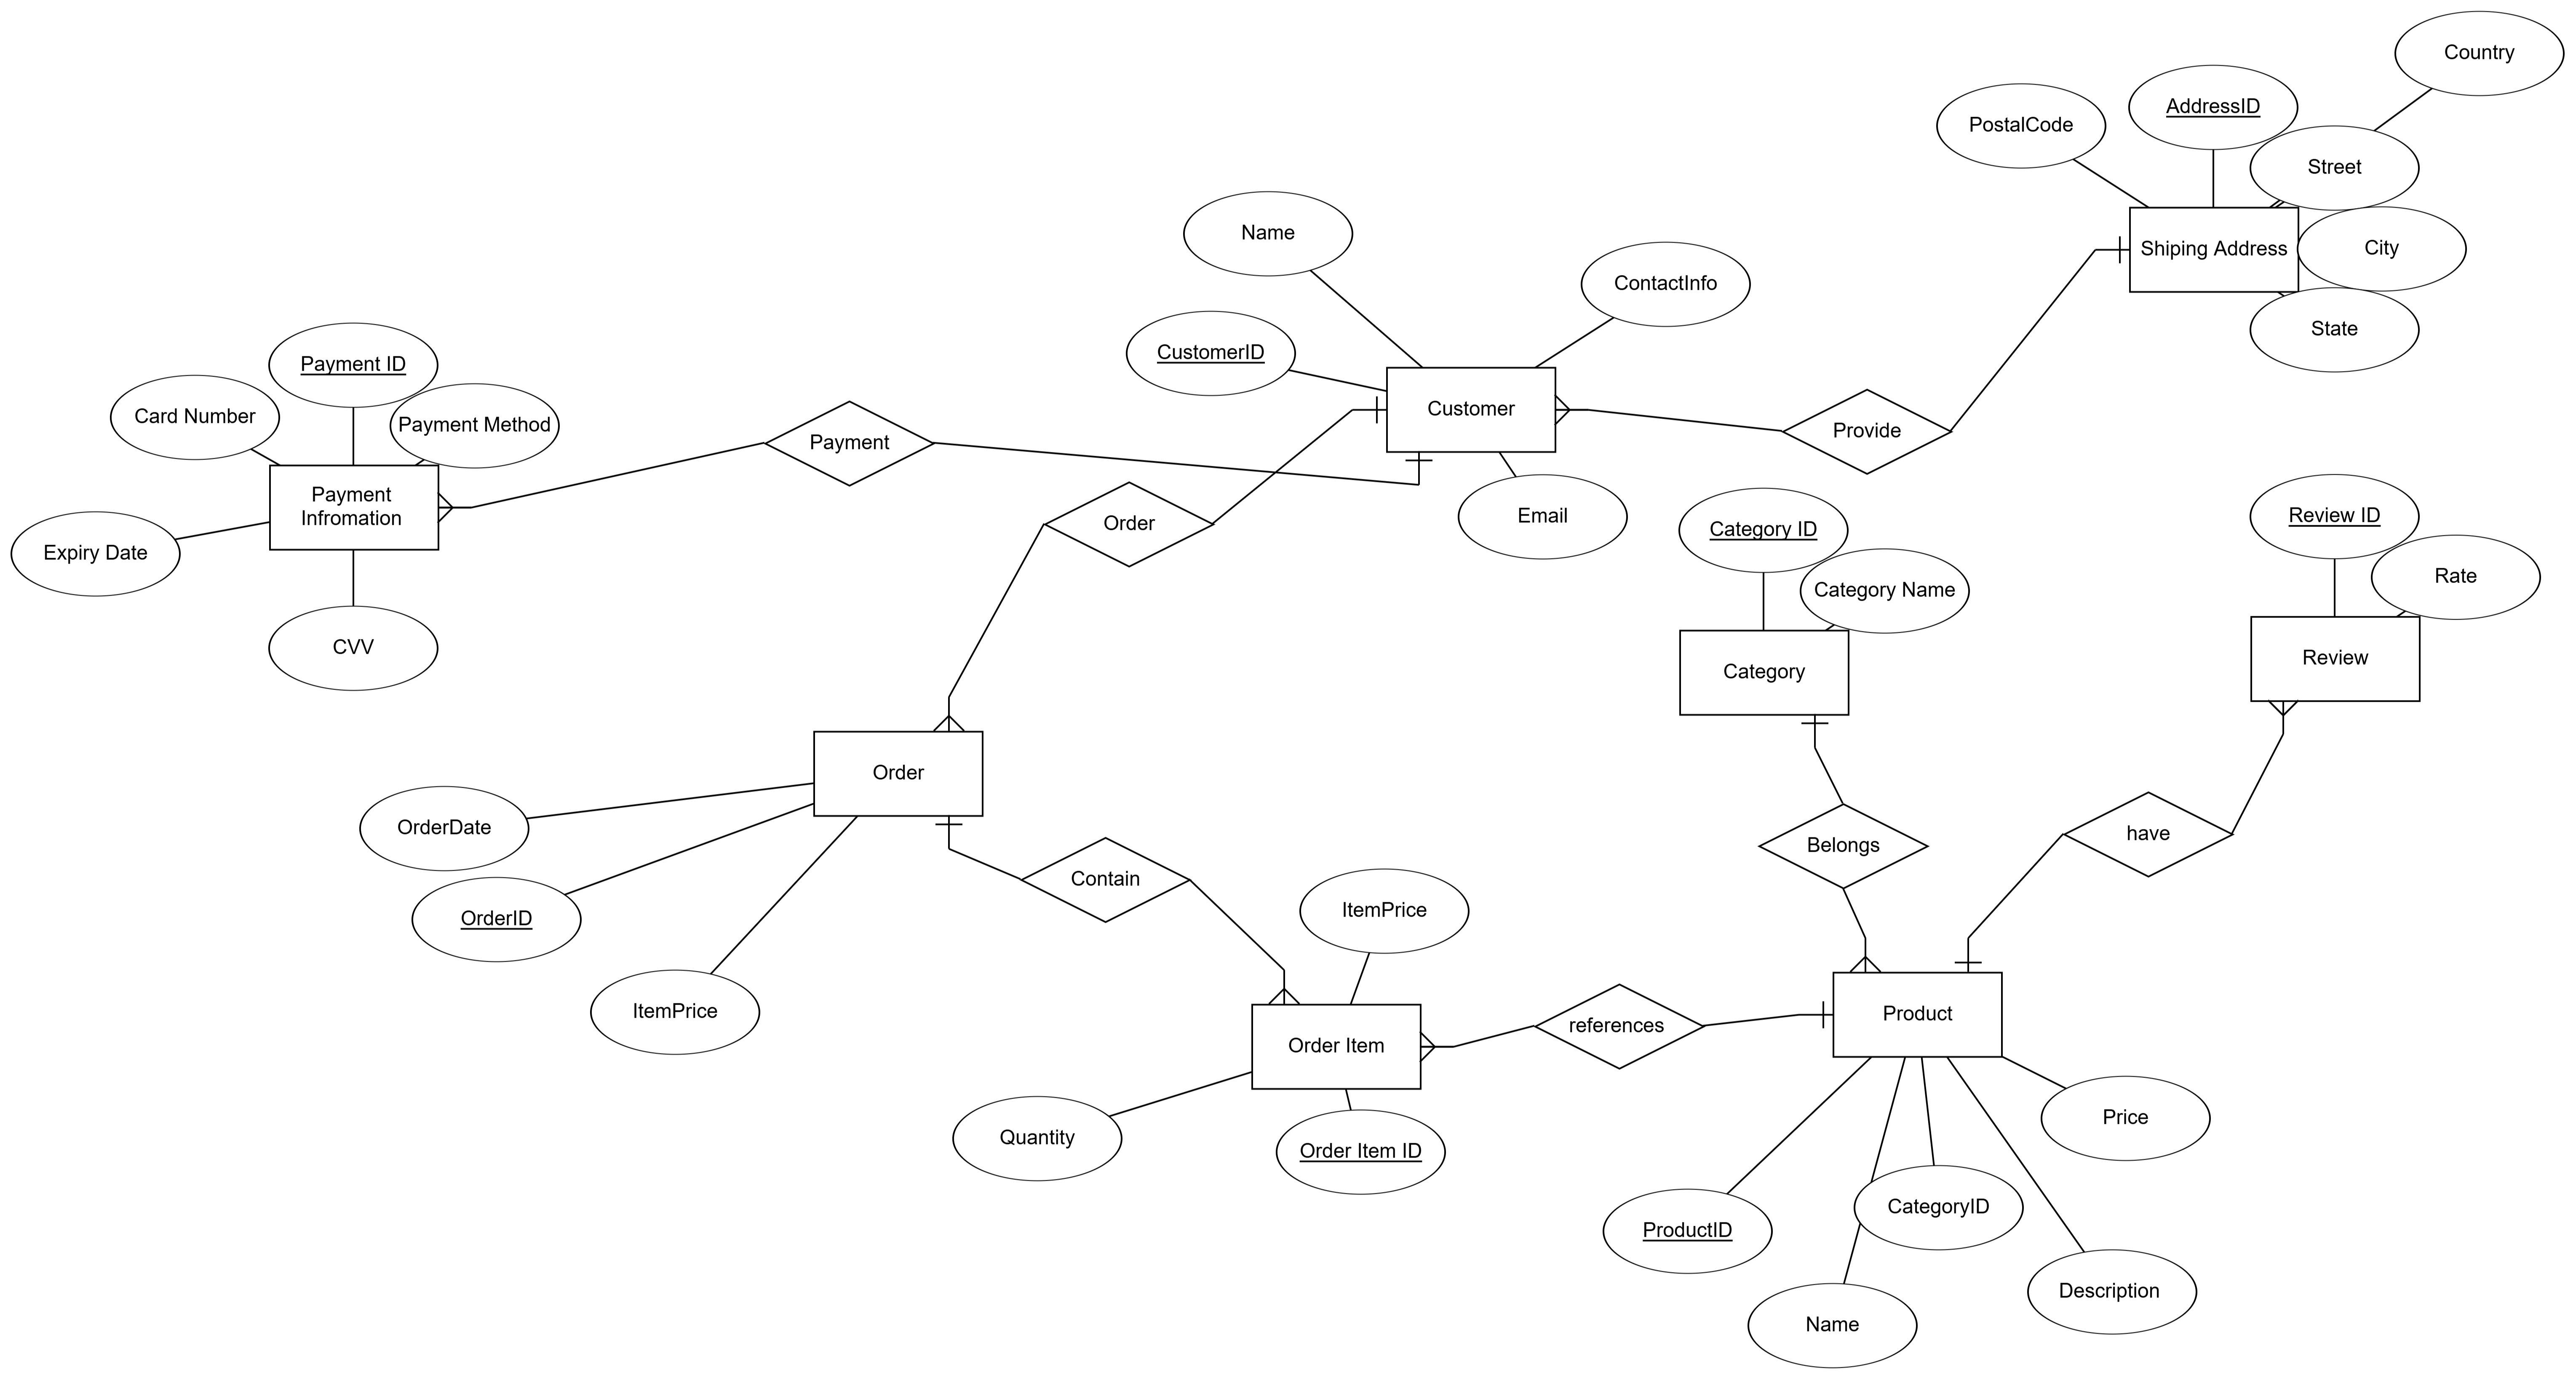 Country
AddressID
PostalCode
Street
Name
Shiping Address
City
ContactInfo
State
CustomerID
Payment ID
Customer
Card Number
Payment Method
Provide
Payment
Payment
Infromation
Order
Email
Category ID
Review ID
Expiry Date
Category Name
Rate
CVV
Category
Review
Order
OrderDate
Belongs
have
Contain
OrderID
ItemPrice
ItemPrice
Order Item
references
Product
Quantity
Order Item ID
Price
ProductID
CategoryID
Description
Name